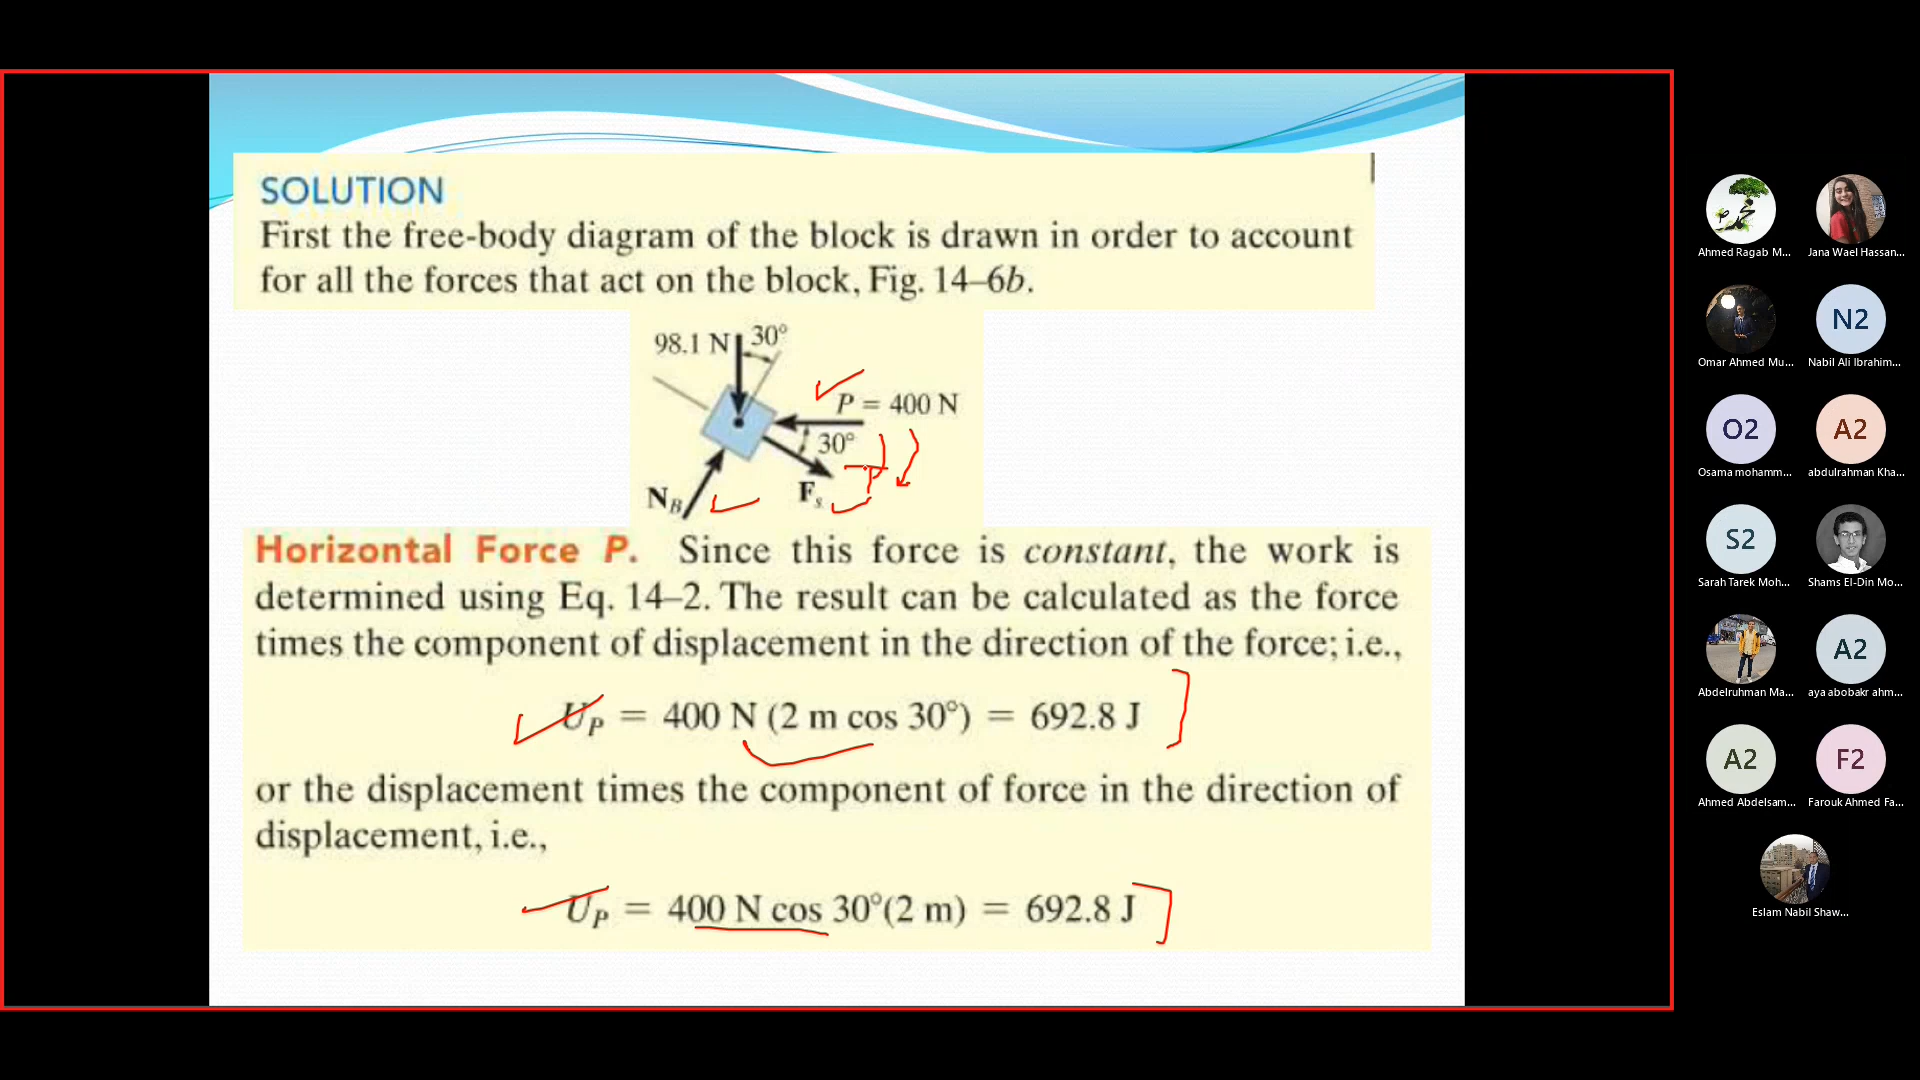 SOLUTION
First the free-body diagram of the block is drawn in order to account
for all the forces that act on the block, Fig. 14–6b.
98.1 N
30°
P = 400 N
30°
N_B
F_s
Horizontal Force P. Since this force is constant, the work is
determined using Eq. 14–2. The result can be calculated as the force
times the component of displacement in the direction of the force; i.e.,
U_P = 400 N (2 m cos 30°) = 692.8 J
or the displacement times the component of force in the direction of
displacement, i.e.,
U_P = 400 N cos 30°(2 m) = 692.8 J
Ahmed Ragab M...
Jana Wael Hassan...
Omar Ahmed Mu...
N2
Nabil Ali Ibrahim...
O2
Osama mohamm...
A2
abdulrahman Kha...
S2
Sarah Tarek Moh...
Shams El-Din Mo...
Abdelruhman Ma...
A2
aya abobakr ahm...
A2
Ahmed Abdelsam...
F2
Farouk Ahmed Fa...
Eslam Nabil Shaw...